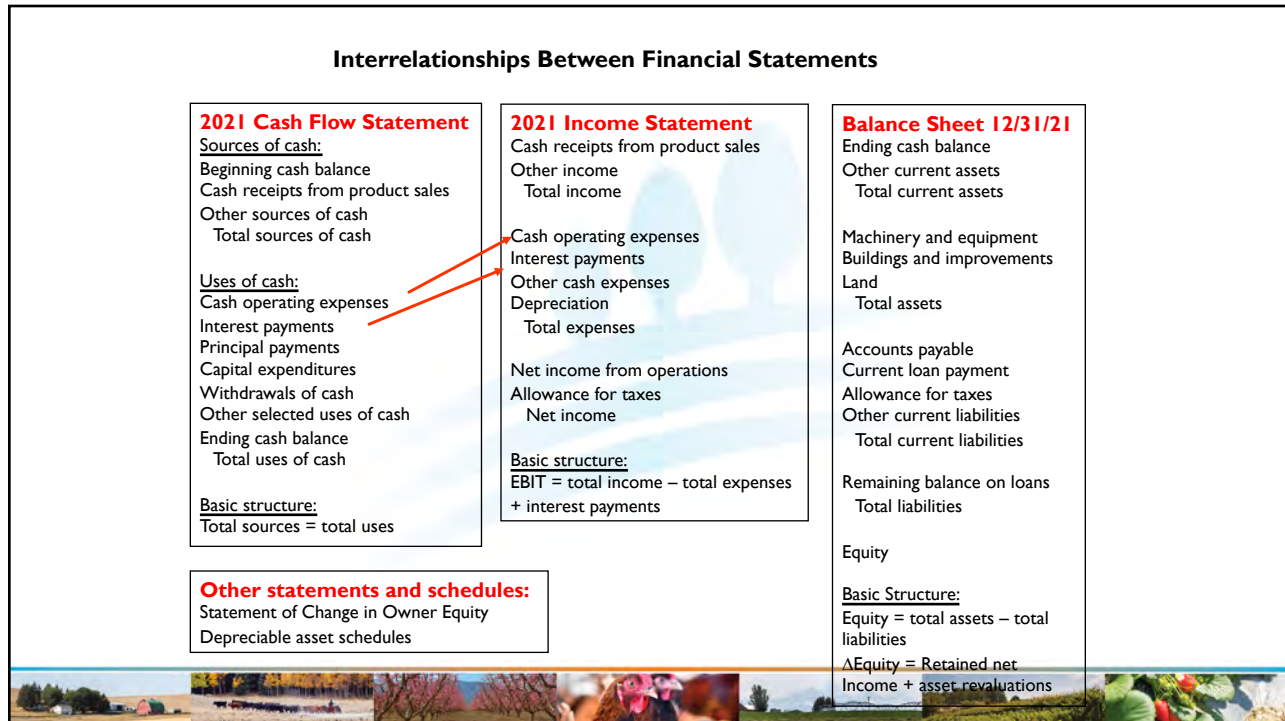 Interrelationships Between Financial Statements
2021 Cash Flow Statement
Sources of cash:
Beginning cash balance
Cash receipts from product sales
Other sources of cash
Total sources of cash
Uses of cash:
Cash operating expenses
Interest payments
Principal payments
Capital expenditures
Withdrawals of cash
Other selected uses of cash
Ending cash balance
Total uses of cash
Basic structure:
Total sources = total uses
2021 Income Statement
Cash receipts from product sales
Other income
Total income
Cash operating expenses
Interest payments
Other cash expenses
Depreciation
Total expenses
Net income from operations
Allowance for taxes
Net income
Basic structure:
EBIT = total income – total expenses
+ interest payments
Balance Sheet 12/31/21
Ending cash balance
Other current assets
Total current assets
Machinery and equipment
Buildings and improvements
Land
Total assets
Accounts payable
Current loan payment
Allowance for taxes
Other current liabilities
Total current liabilities
Remaining balance on loans
Total liabilities
Equity
Basic Structure:
Equity = total assets – total
liabilities
∆Equity = Retained net
Income + asset revaluations
Other statements and schedules:
Statement of Change in Owner Equity
Depreciable asset schedules